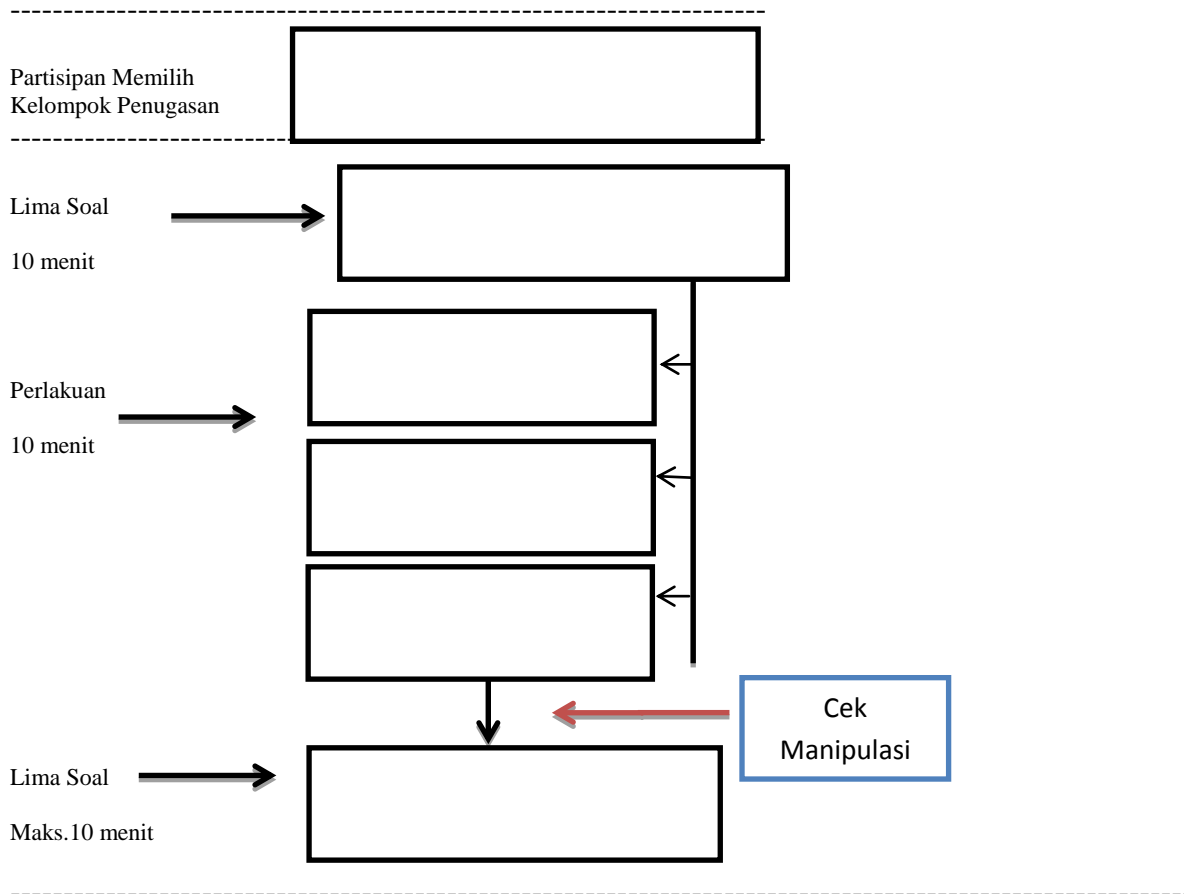 Partisipan Memilih
Kelompok Penugasan
Lima Soal
10 menit
Perlakuan
10 menit
Cek
Manipulasi
Lima Soal
Maks.10 menit